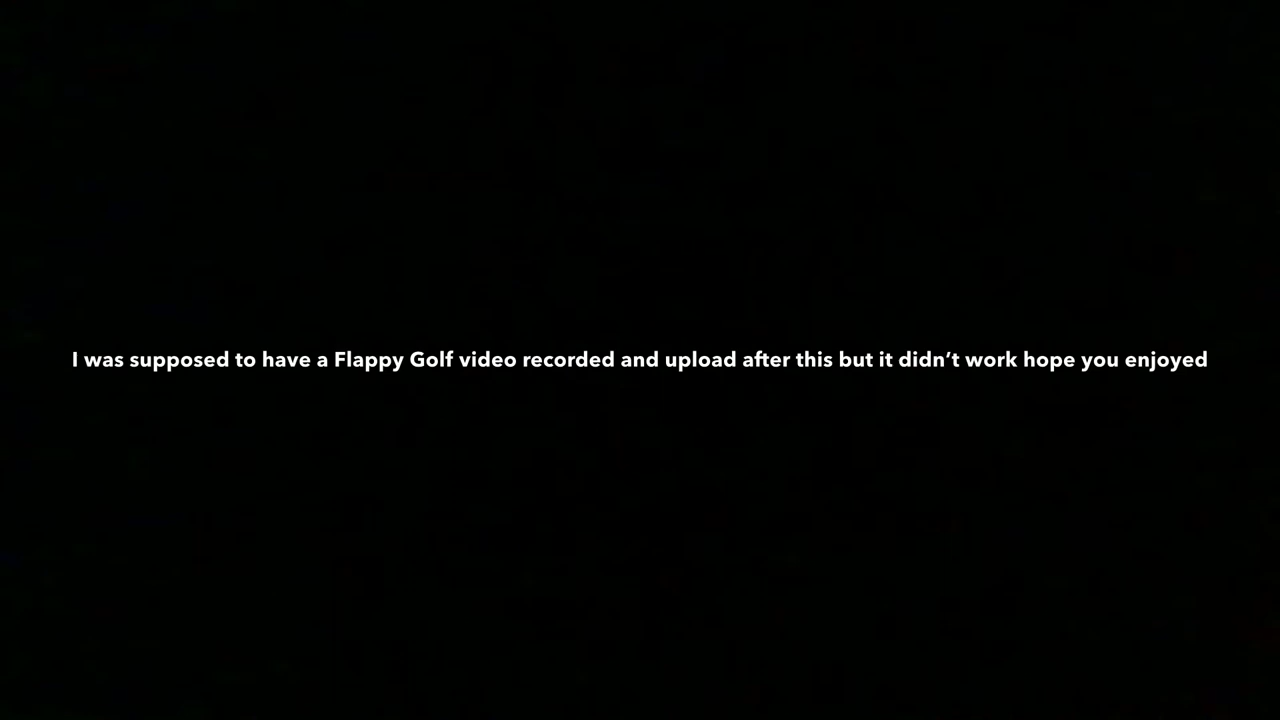 I was supposed to have a Flappy Golf video recorded and upload after this but it didn’t work hope you enjoyed